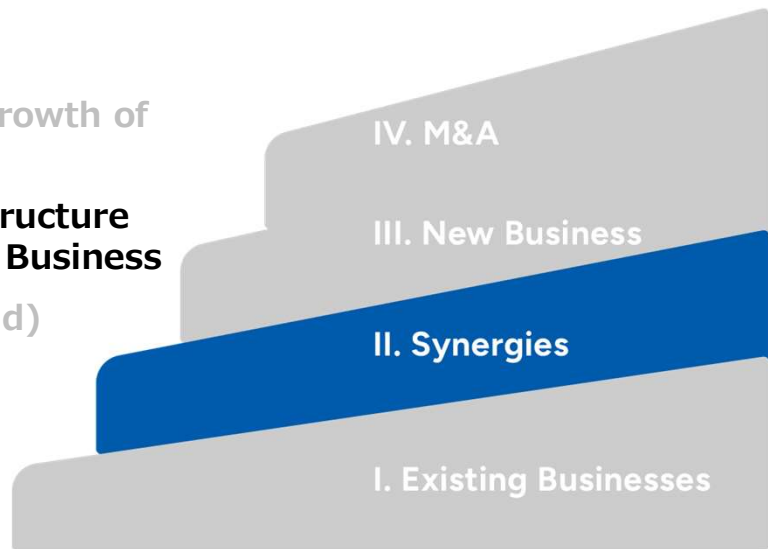 rowth of
ructure
Business
d)
IV. M&A
III. New Business
II. Synergies
I. Existing Businesses